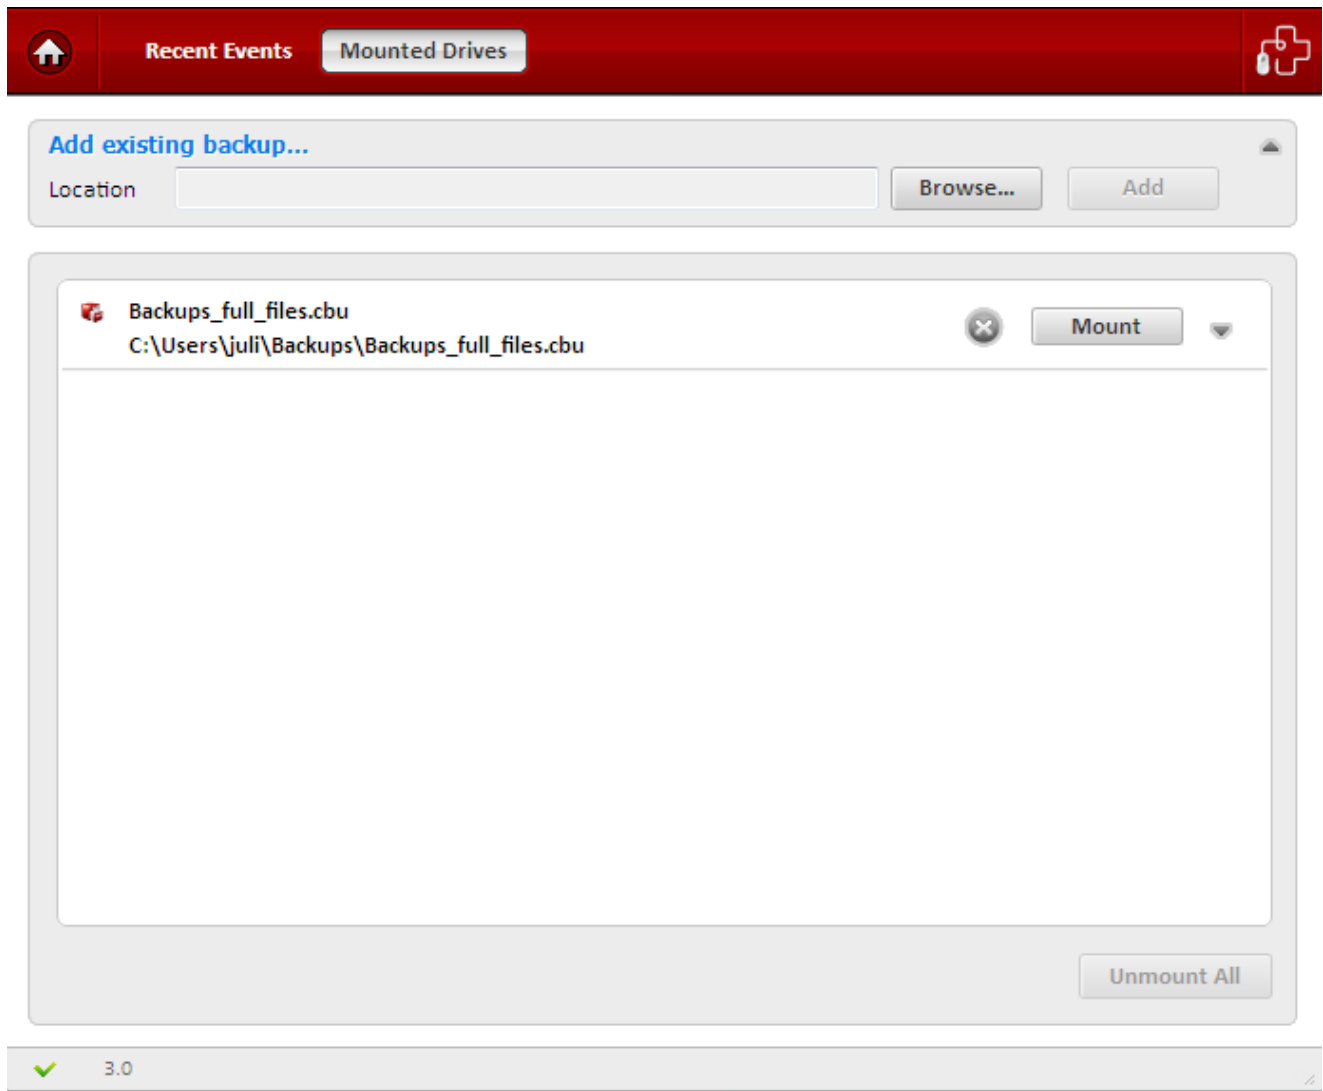 Recent Events Mounted Drives
Add existing backup...
Location Browse... Add
Backups_full_files.cbu
C:\Users\juli\Backups\Backups_full_files.cbu
Mount
Unmount All
3.0